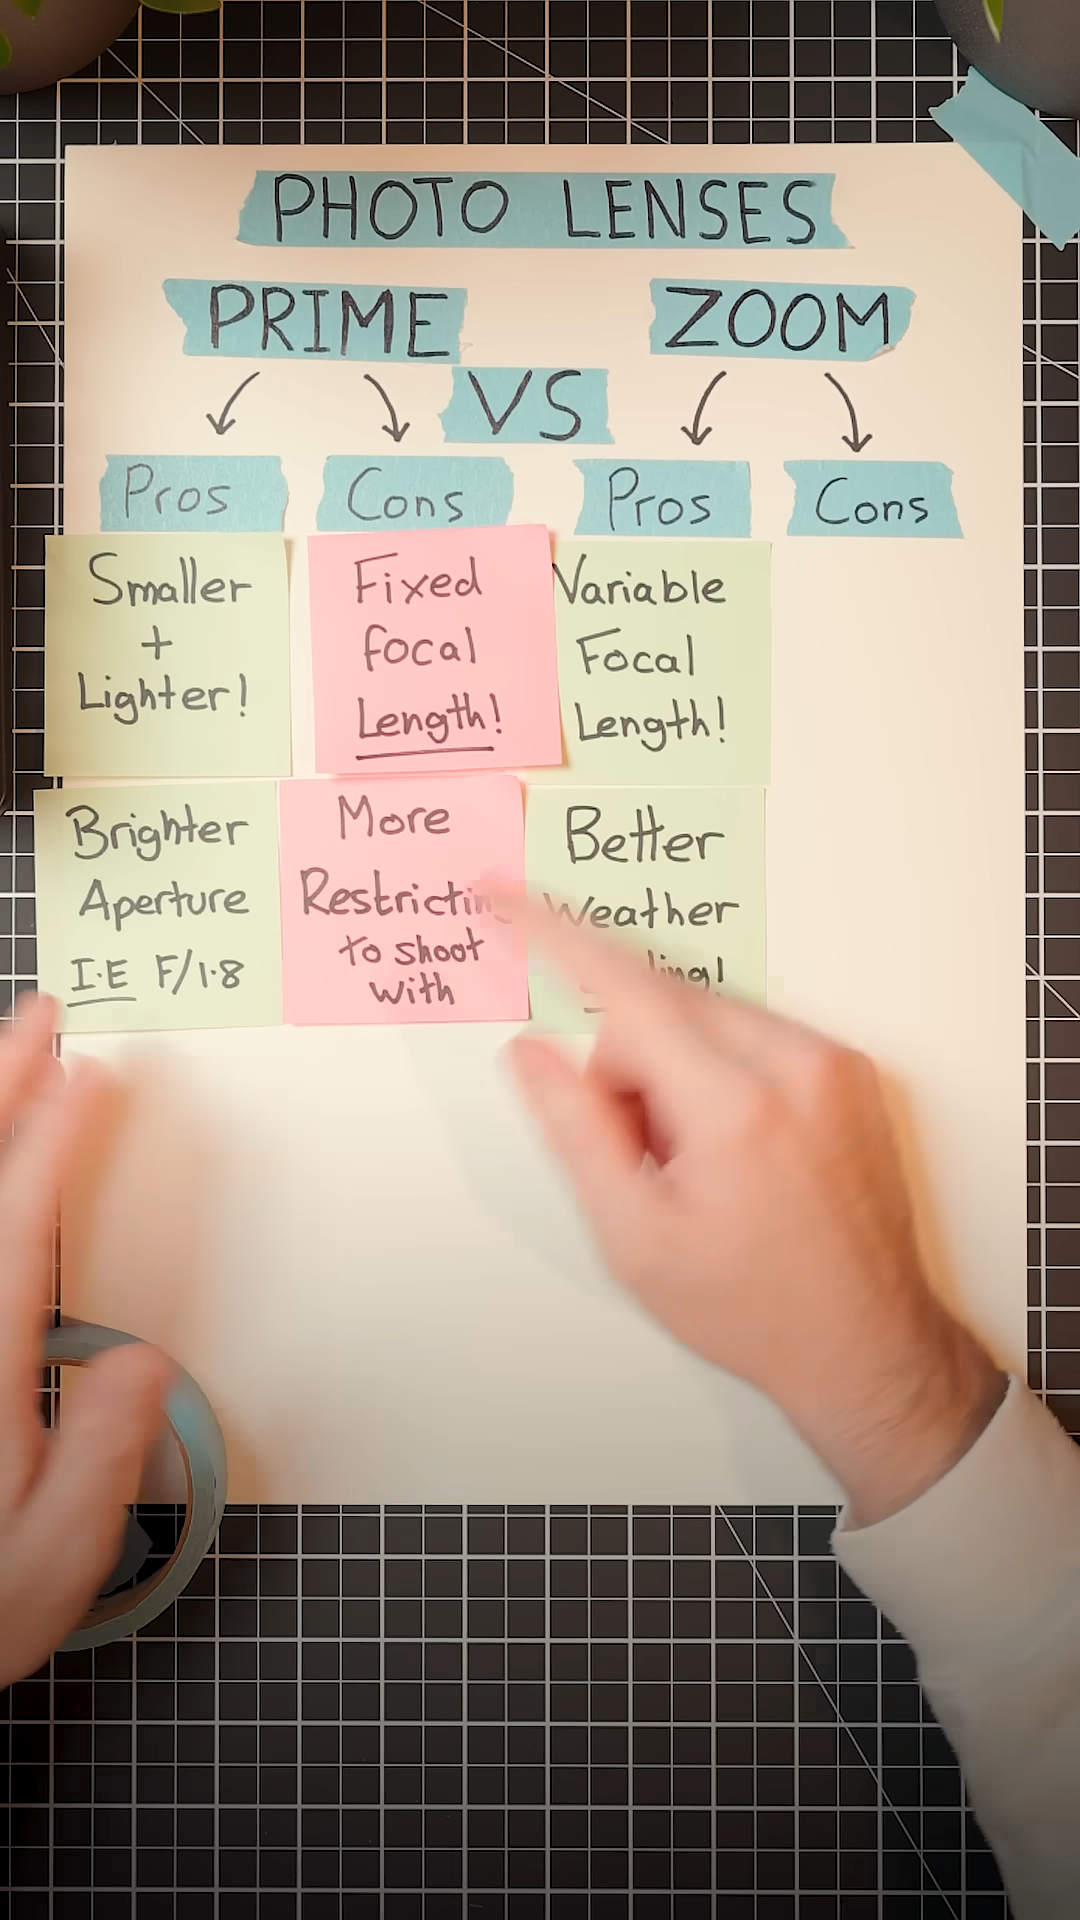 PHOTO LENSES
PRIME
ZOOM
VS
Pros
Cons
Pros
Cons
Smaller
+
Lighter!
Fixed
focal
Length!
Variable
Focal
Length!
Brighter
Aperture
I.E F/1.8
More
Restricting
to shoot
with
Better
Weather